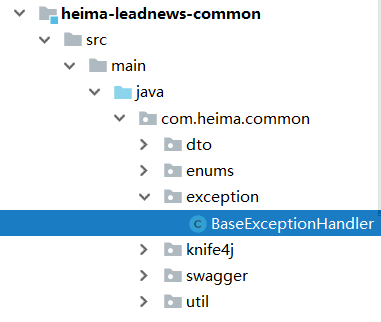 heima-leadnews-common
src
main
java
com.heima.common
dto
enums
exception
C BaseExceptionHandler
knife4j
swagger
util